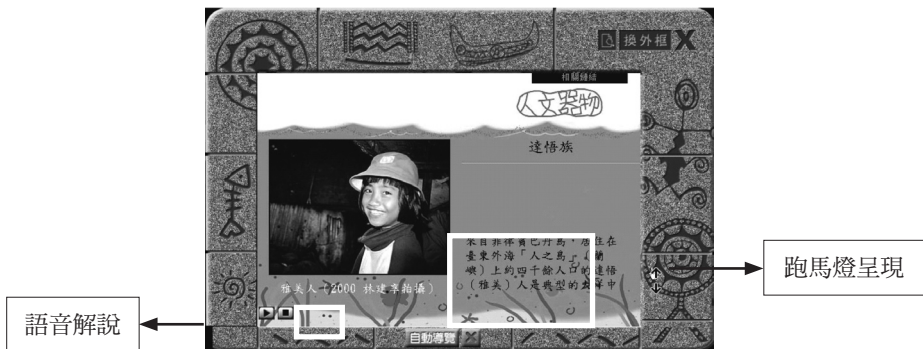 換外框 X
相關鏈結
人文器物
達悟族
來自菲律賓巴丹島，居住在
臺東外海「人之島」（蘭
嶼）上約四千餘人口的達悟
（雅美）人是典型的海洋中
雅美人（2000 林建享拍攝）
跑馬燈呈現
語音解說
自動導覽 X